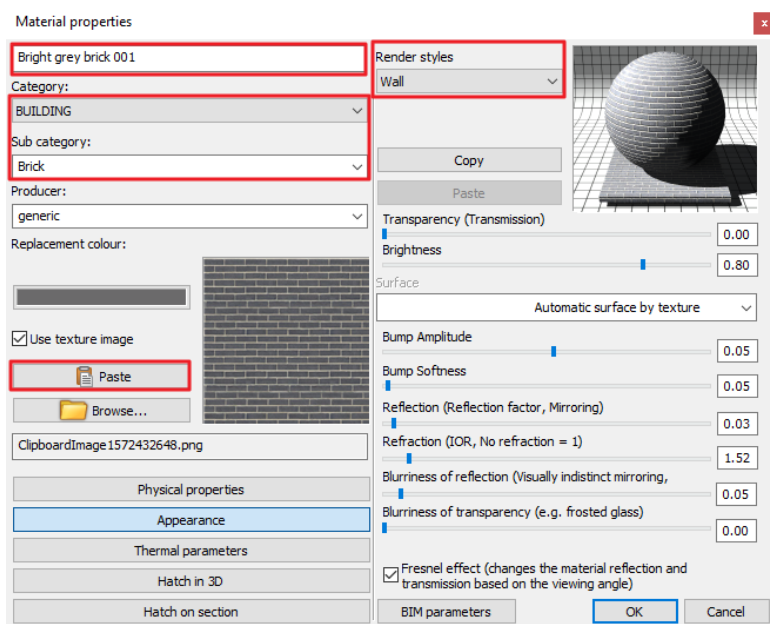 Material properties
x
Bright grey brick 001
Category:
BUILDING
Sub category:
Brick
Producer:
generic
Replacement colour:
Use texture image
Paste
Browse...
ClipboardImage1572432648.png
Physical properties
Appearance
Thermal parameters
Hatch in 3D
Hatch on section
Render styles
Wall
Copy
Paste
Transparency (Transmission)
0.00
Brightness
0.80
Surface
Automatic surface by texture
Bump Amplitude
0.05
Bump Softness
0.05
Reflection (Reflection factor, Mirroring)
0.03
Refraction (IOR, No refraction = 1)
1.52
Blurriness of reflection (Visually indistinct mirroring,
0.05
Blurriness of transparency (e.g. frosted glass)
0.00
Fresnel effect (changes the material reflection and
transmission based on the viewing angle)
BIM parameters
OK
Cancel